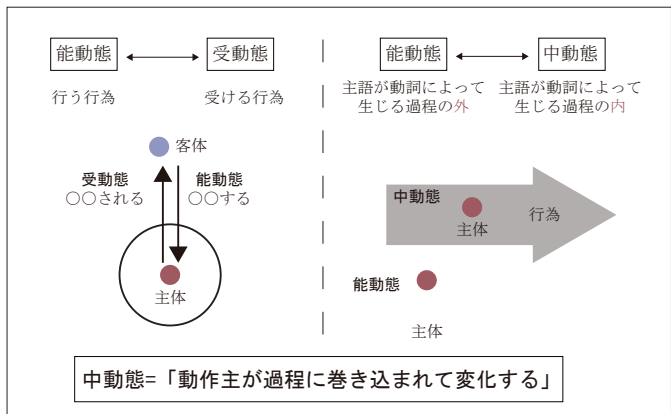 能動態
受動態
行う行為
受ける行為
客体
受動態
○○される
能動態
○○する
主体
能動態
中動態
主語が動詞によって
生じる過程の外
主語が動詞によって
生じる過程の内
中動態
主体
行為
能動態
主体
中動態=「動作主が過程に巻き込まれて変化する」